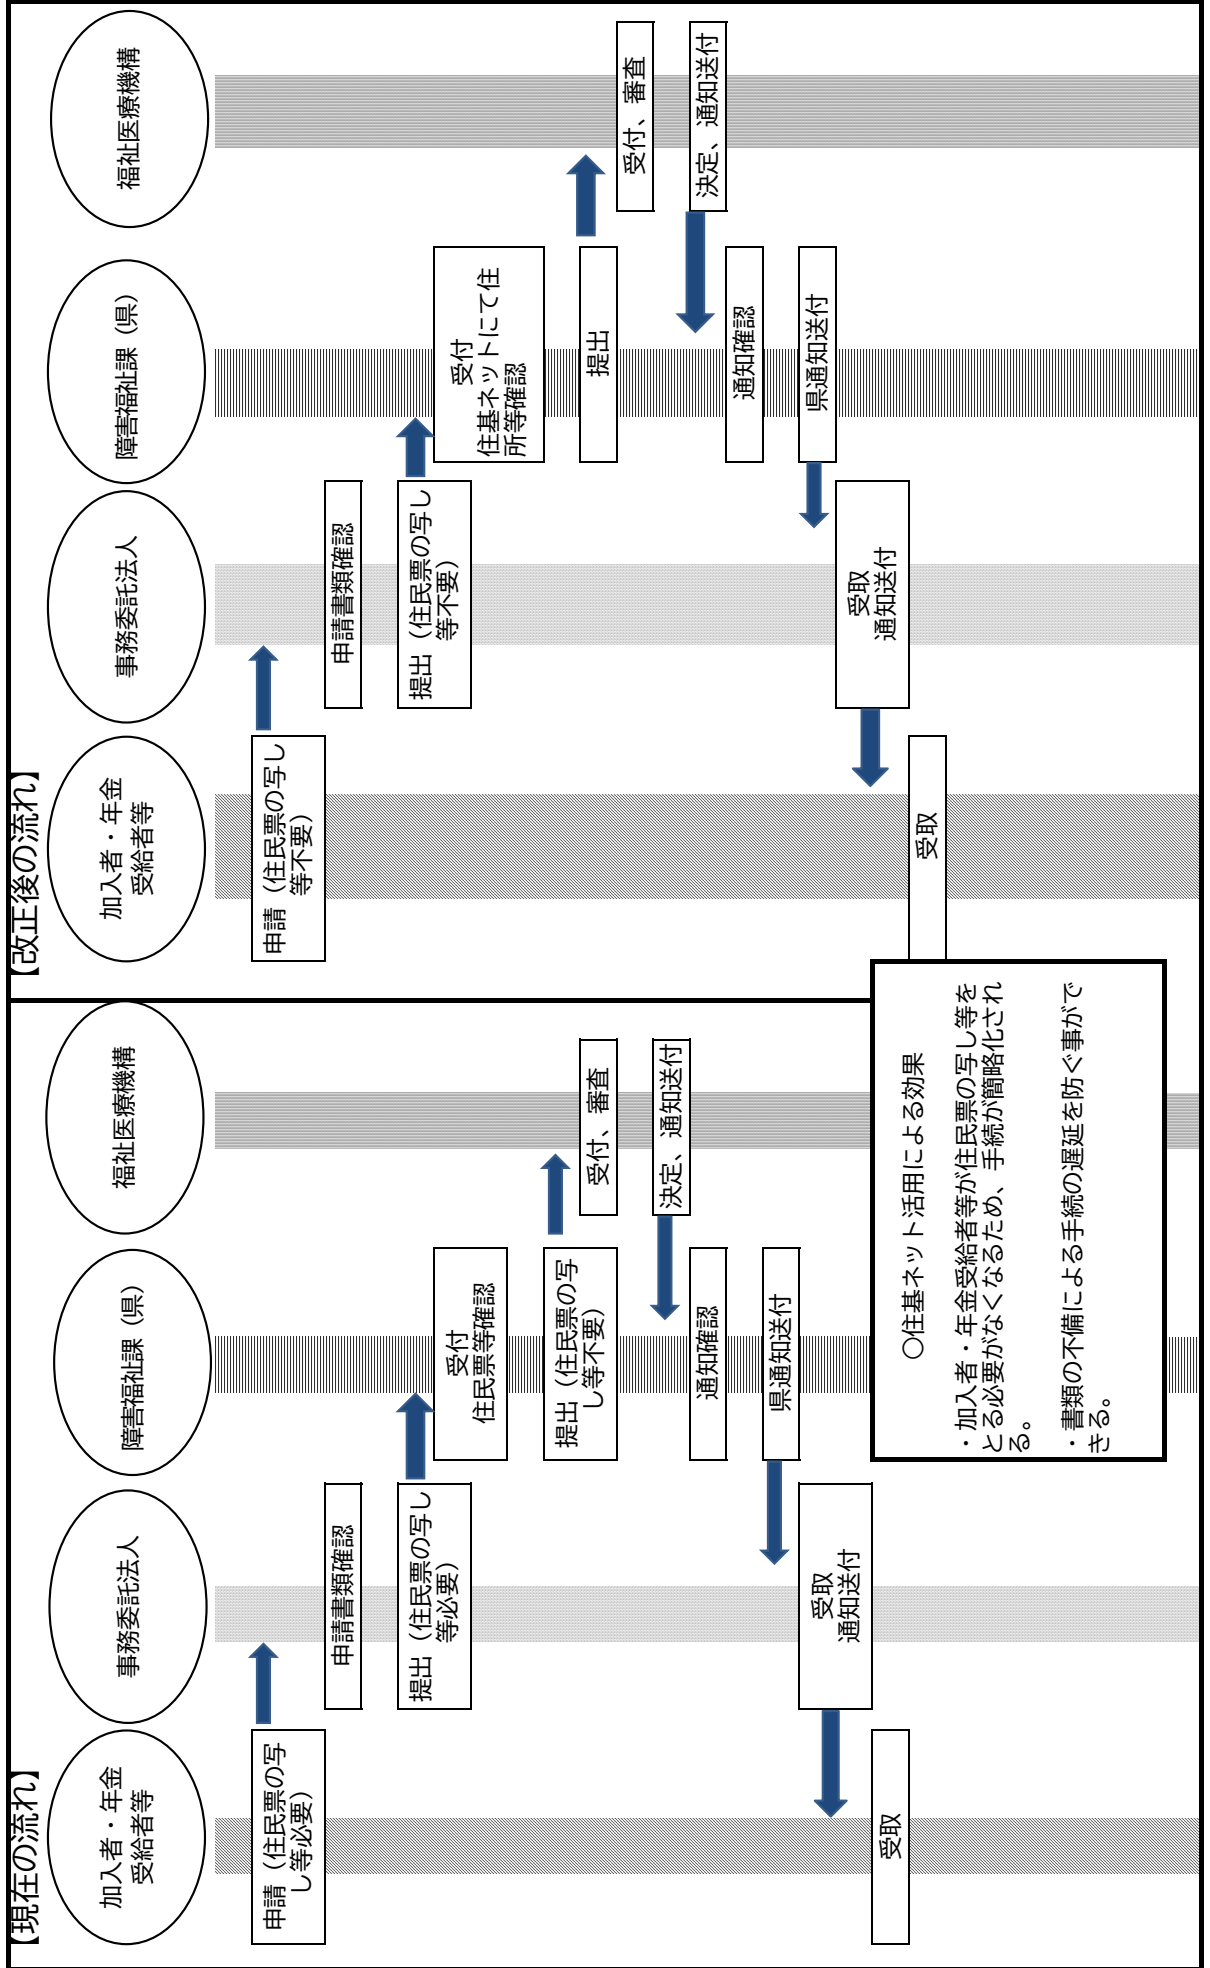 【現在の流れ】
加入者・年金
受給者等
事務委託法人
障害福祉課（県）
福祉医療機構
申請（住民票の写
し等必要）
申請書類確認
提出（住民票の写し
等必要）
受付
住民票等確認
提出（住民票の写
し等不要）
受付、審査
決定、通知送付
通知確認
県通知送付
受取
通知送付
受取
【改正後の流れ】
加入者・年金
受給者等
事務委託法人
障害福祉課（県）
福祉医療機構
申請（住民票の写し
等不要）
申請書類確認
提出（住民票の写し
等不要）
受付
住基ネットにて住
所等確認
提出
受付、審査
決定、通知送付
通知確認
県通知送付
受取
通知送付
受取
○住基ネット活用による効果
・加入者・年金受給者等が住民票の写し等を
とる必要がなくなるため、手続が簡略化され
る。
・書類の不備による手続の遅延を防ぐ事がで
きる。